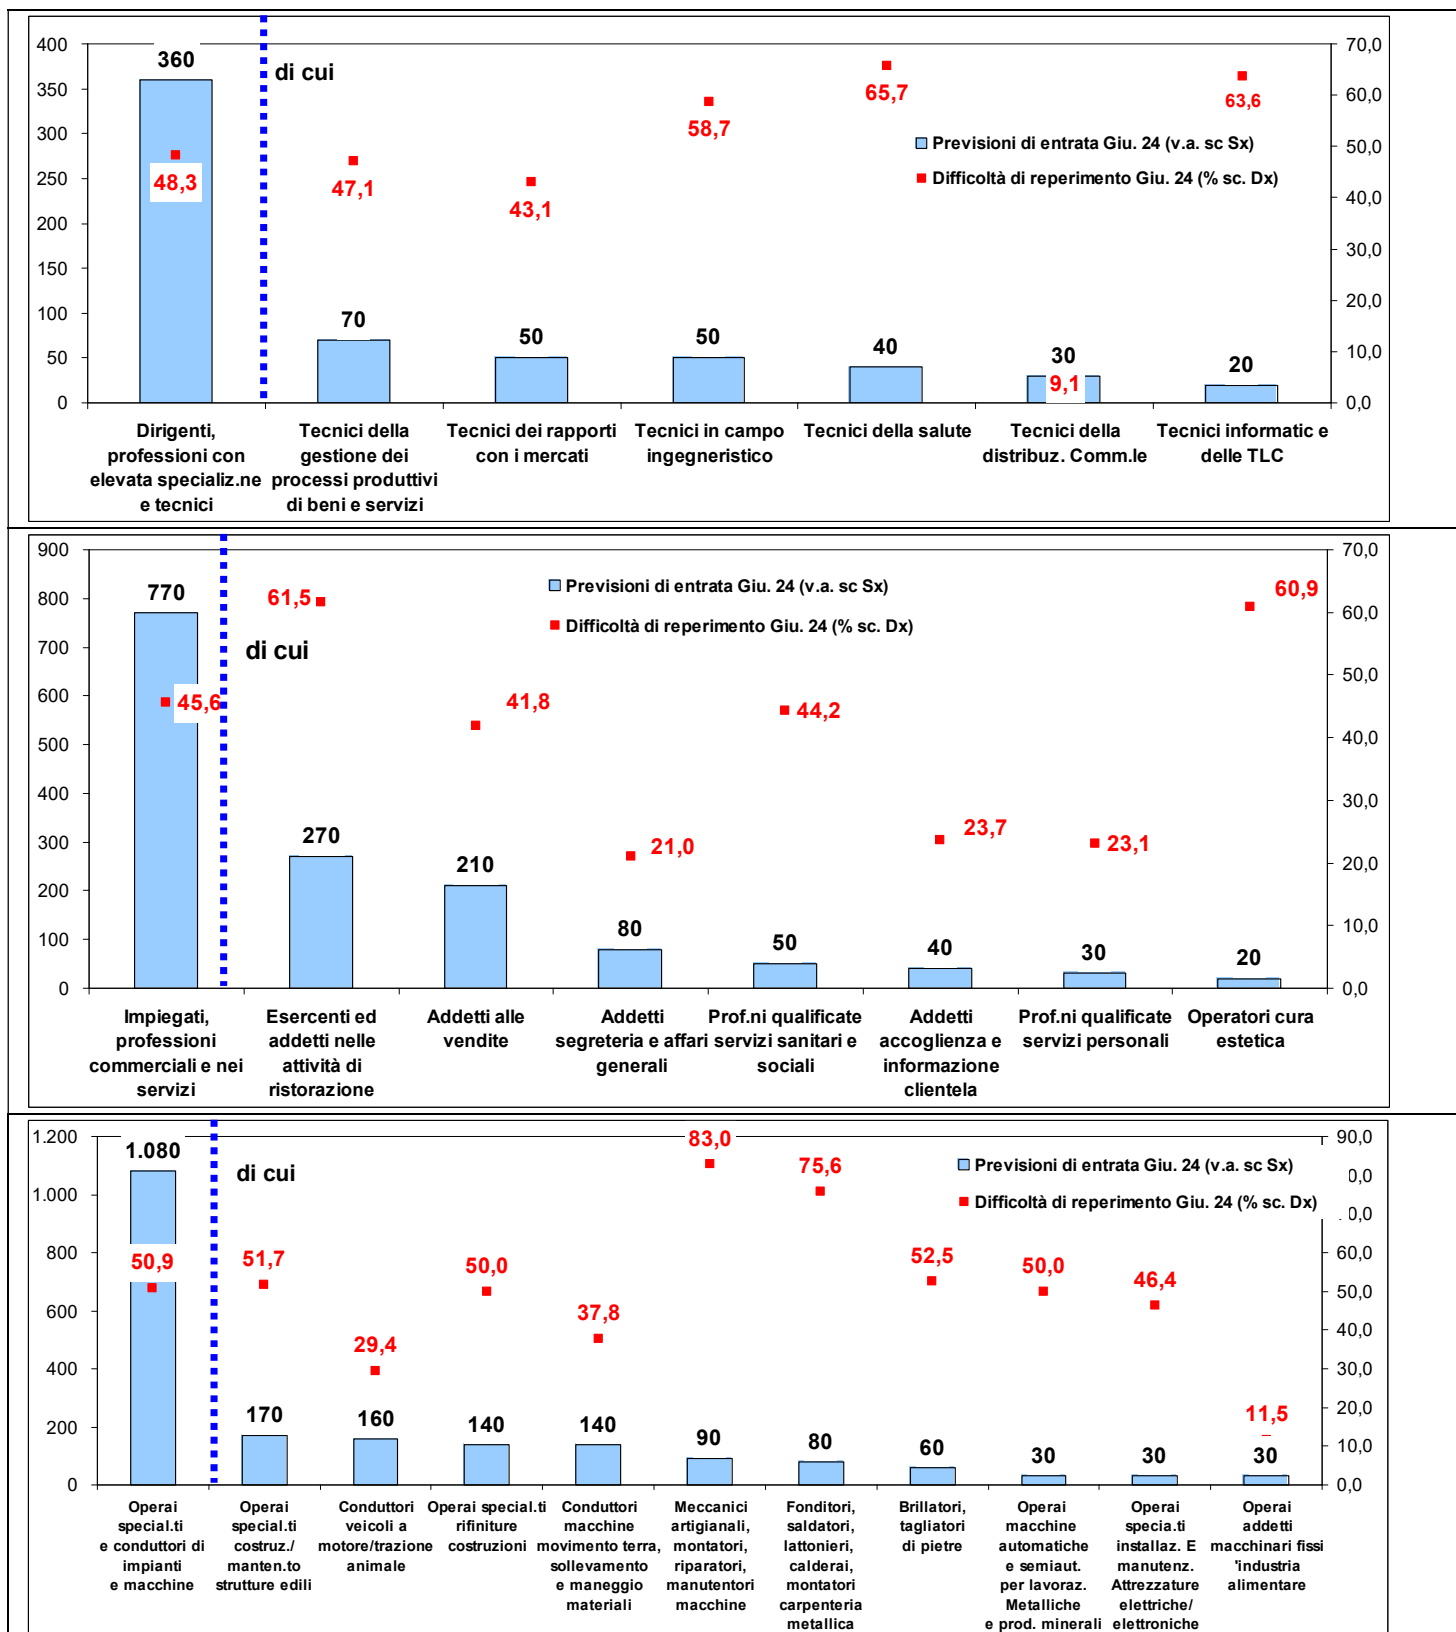 400
350
300
250
200
150
100
50
0
70,0
60,0
50,0
40,0
30,0
20,0
10,0
0,0
di cui
Previsioni di entrata Giu. 24 (v.a. sc Sx)
Difficoltà di reperimento Giu. 24 (% sc. Dx)
360
70
50
50
40
30
20
48,3
47,1
43,1
58,7
65,7
9,1
63,6
Dirigenti,
professioni con
elevata specializ.ne
e tecnici
Tecnici della
gestione dei
processi produttivi
di beni e servizi
Tecnici dei rapporti
con i mercati
Tecnici in campo
ingegneristico
Tecnici della salute
Tecnici della
distribuz. Comm.le
Tecnici informatic e
delle TLC
900
800
700
600
500
400
300
200
100
0
70,0
60,0
50,0
40,0
30,0
20,0
10,0
0,0
di cui
Previsioni di entrata Giu. 24 (v.a. sc Sx)
Difficoltà di reperimento Giu. 24 (% sc. Dx)
770
270
210
80
50
40
30
20
45,6
61,5
41,8
21,0
44,2
23,7
23,1
60,9
Impiegati,
professioni
commerciali e nei
servizi
Esercenti ed
addetti nelle
attività di
ristorazione
Addetti alle
vendite
Addetti
segreteria e affari
generali
Prof.ni qualificate
servizi sanitari e
sociali
Addetti
accoglienza e
informazione
clientela
Prof.ni qualificate
servizi personali
Operatori cura
estetica
1.200
1.000
800
600
400
200
0
90,0
0,0
0,0
60,0
50,0
40,0
30,0
20,0
10,0
0,0
di cui
Previsioni di entrata Giu. 24 (v.a. sc Sx)
Difficoltà di reperimento Giu. 24 (% sc. Dx)
1.080
170
160
140
140
90
80
60
30
30
30
50,9
51,7
29,4
50,0
37,8
83,0
75,6
52,5
50,0
46,4
11,5
Operai
special.ti
e conduttori di
impianti
e macchine
Operai
special.ti
costruz./
manten.to
strutture edili
Conduttori
veicoli a
motore/trazione
animale
Operai special.ti
rifiniture
costruzioni
Conduttori
macchine
movimento terra,
sollevamento
e maneggio
materiali
Meccanici
artigianali,
montatori,
riparatori,
manutentori
macchine
Fonditori,
saldatori,
lattonieri,
calderai,
montatori
carpenteria
metallica
Brillatori,
tagliatori
di pietre
Operai
macchine
automatiche
e semiaut.
per lavoraz.
Metalliche
e prod. minerali
Operai
specia.ti
installaz. E
manutenz.
Attrezzature
elettriche/
elettroniche
Operai
addetti
macchinari fissi
'industria
alimentare